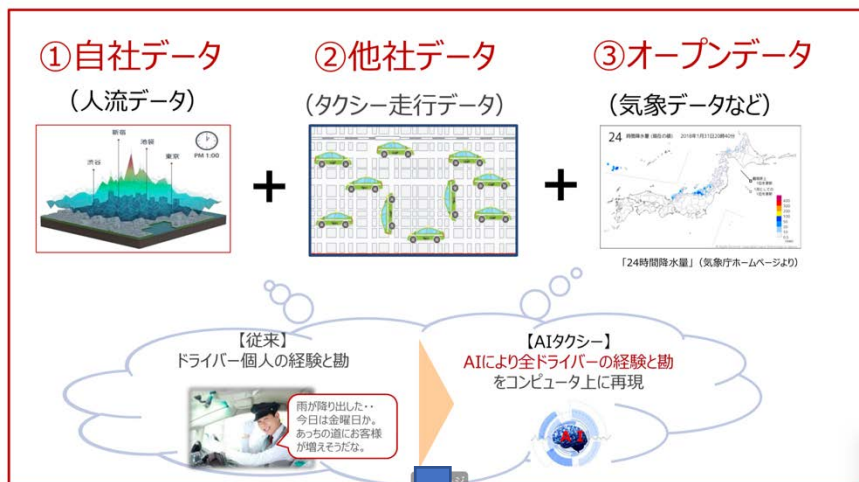 ①自社データ
(人流データ)
②他社データ
(タクシー走行データ)
③オープンデータ
(気象データなど)
新宿
渋谷
池袋
東京
PM 1:00
24
「24時間降水量」(気象庁ホームページより)
【従来】
ドライバー個人の経験と勘
雨が降り出した・・
今日は金曜日か。
あっちの道にお客様
が増えそうだな。
【AIタクシー】
AIにより全ドライバーの経験と勘
をコンピュータ上に再現
A I